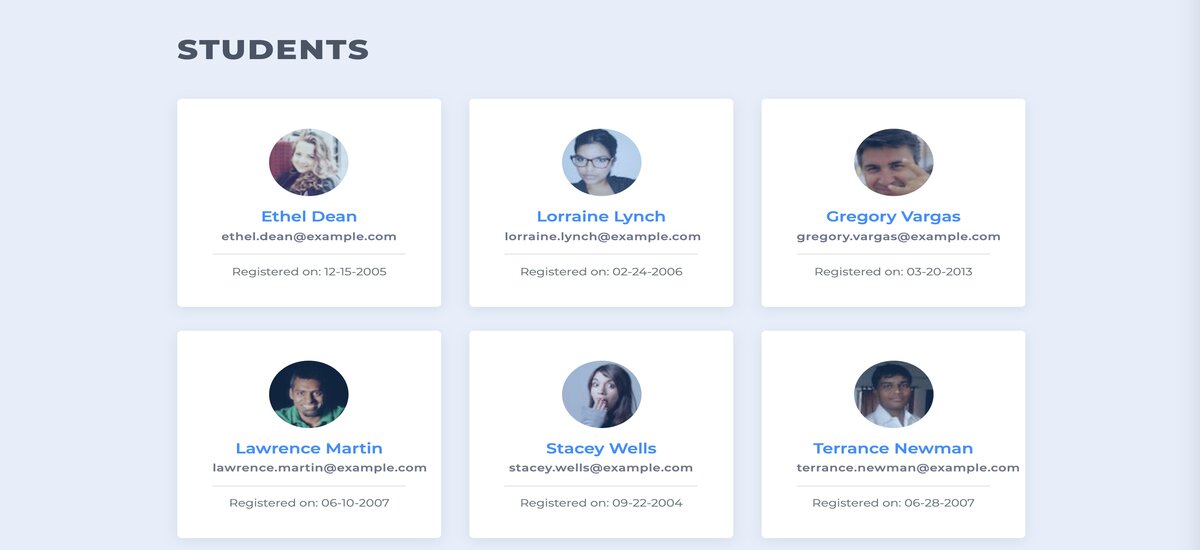 STUDENTS
Ethel Dean
ethel.dean@example.com
Registered on: 12-15-2005
Lorraine Lynch
lorraine.lynch@example.com
Registered on: 02-24-2006
Gregory Vargas
gregory.vargas@example.com
Registered on: 03-20-2013
Lawrence Martin
lawrence.martin@example.com
Registered on: 06-10-2007
Stacey Wells
stacey.wells@example.com
Registered on: 09-22-2004
Terrance Newman
terrance.newman@example.com
Registered on: 06-28-2007